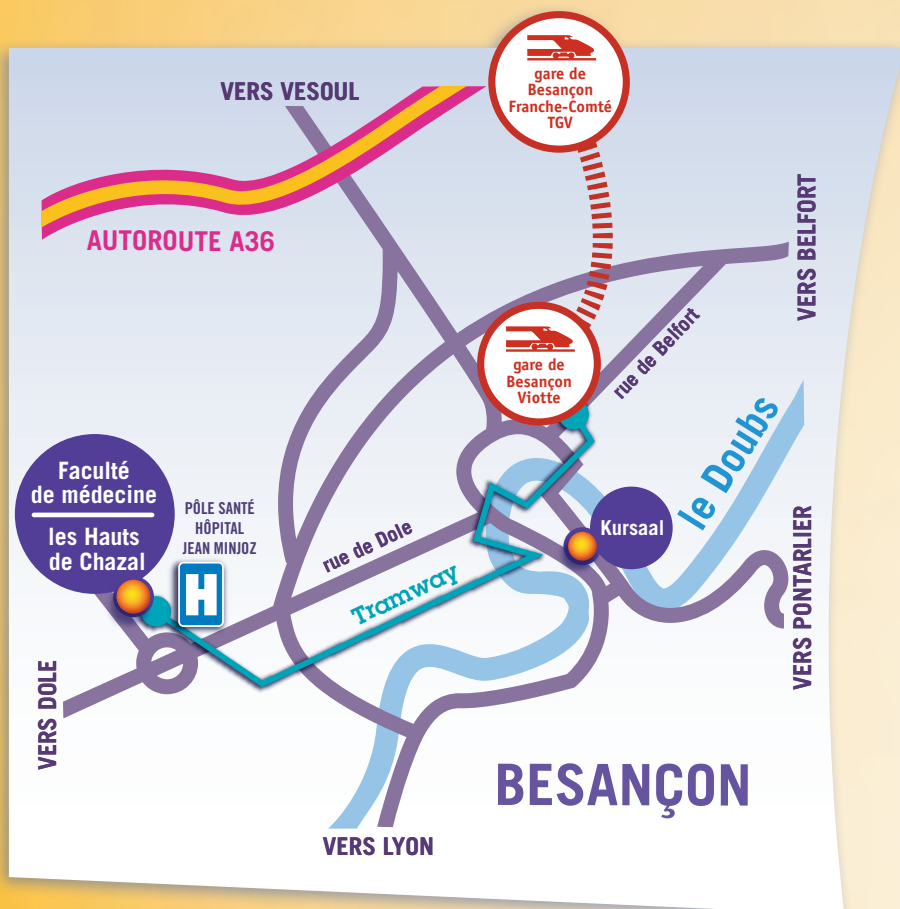 gare de
Besançon
Franche-Comté
TGV
VERS VESOUL
AUTOROUTE A36
VERS BELFORT
gare de
Besançon
Viotte
rue de Belfort
le Doubs
Faculté
de médecine
les Hauts
de Chazal
PÔLE SANTÉ
HÔPITAL
JEAN MINJOZ
H
rue de Dole
Kursaal
Tramway
VERS PONTARLIER
VERS DOLE
BESANÇON
VERS LYON